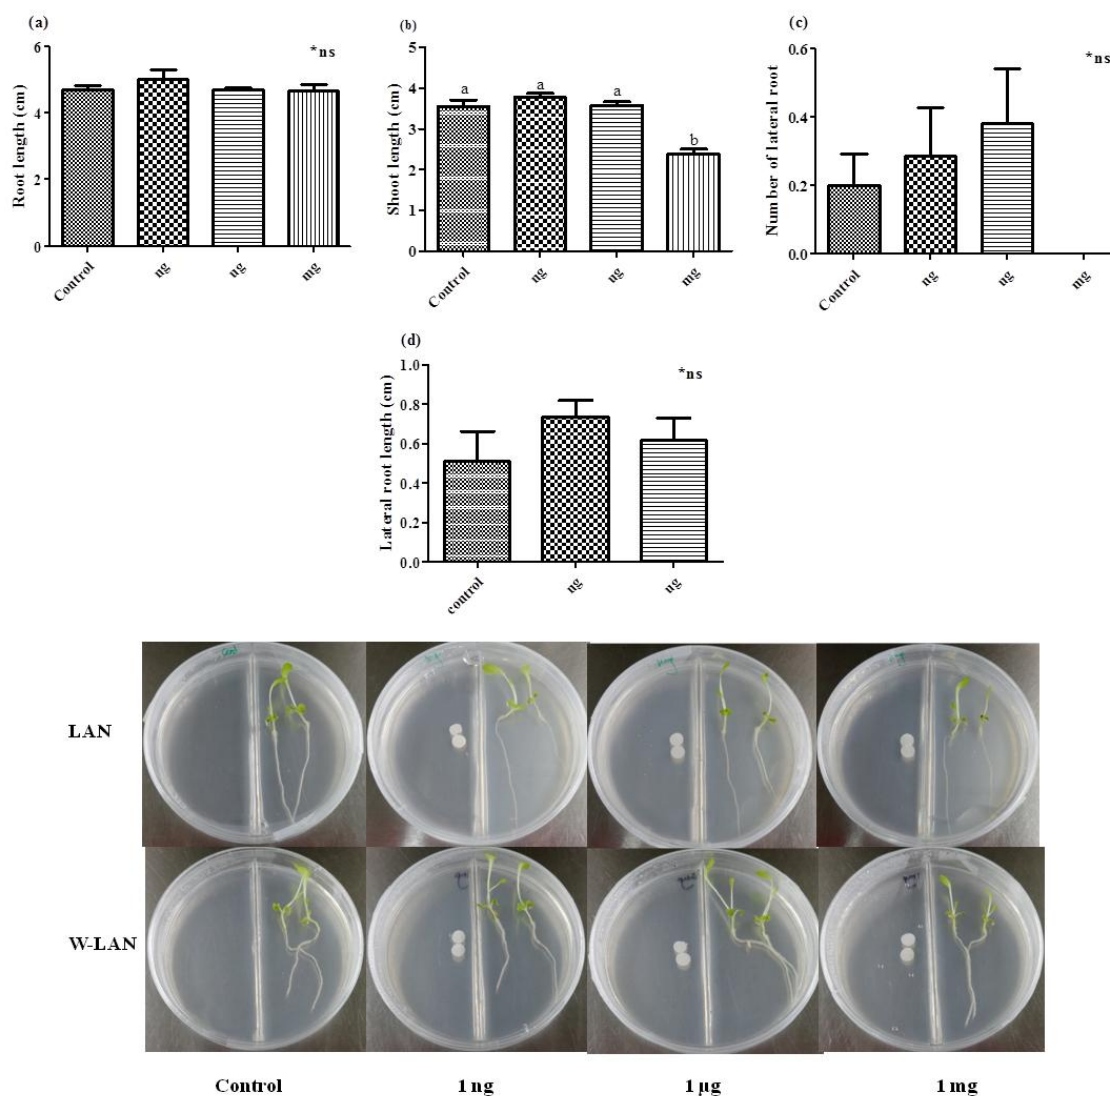 (a)
*ns
Root length (cm)
6
4
2
0
Control
ng
ug
mg
(b)
Shoot length (cm)
5
4
3
2
1
0
a
a
a
b
Control
ng
ug
mg
(c)
*ns
Number of lateral root
0.6
0.4
0.2
0.0
Control
ng
ug
mg
(d)
*ns
Lateral root length (cm)
1.0
0.8
0.6
0.4
0.2
0.0
control
ng
ug
LAN
W-LAN
Control
1 ng
1 µg
1 mg